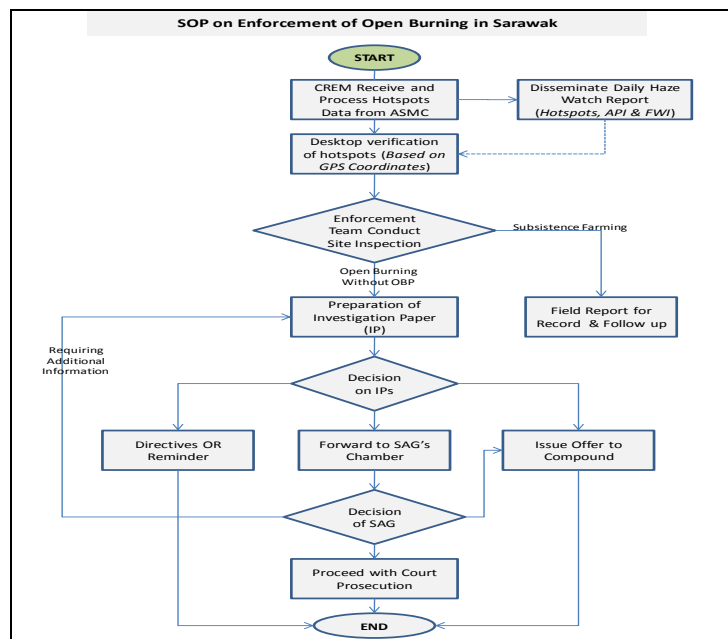 SOP on Enforcement of Open Burning in Sarawak
START
CREM Receive and
Process Hotspots
Data from ASMC
Disseminate Daily Haze
Watch Report
(Hotspots, API & FWI)
Desktop verification
of hotspots (Based on
GPS Coordinates)
Enforcement
Team Conduct
Site Inspection
Subsistence Farming
Open Burning
Without OBP
Preparation of
Investigation Paper
(IP)
Field Report for
Record & Follow up
Requiring
Additional
Information
Decision
on IPs
Directives OR
Reminder
Forward to SAG's
Chamber
Issue Offer to
Compound
Decision
of SAG
Proceed with Court
Prosecution
END